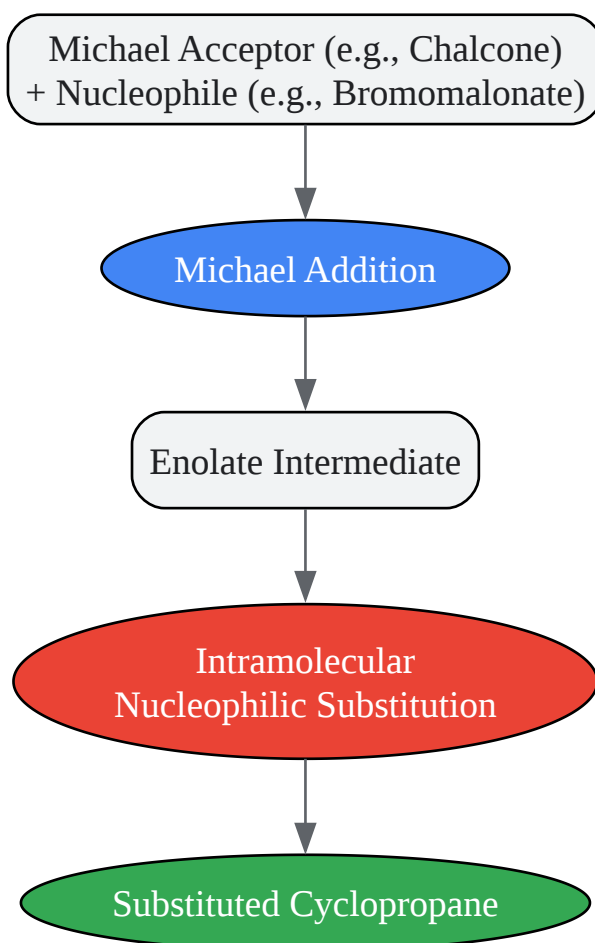 Michael Acceptor (e.g., Chalcone)
+ Nucleophile (e.g., Bromomalonate)
Michael Addition
Enolate Intermediate
Intramolecular
Nucleophilic Substitution
Substituted Cyclopropane